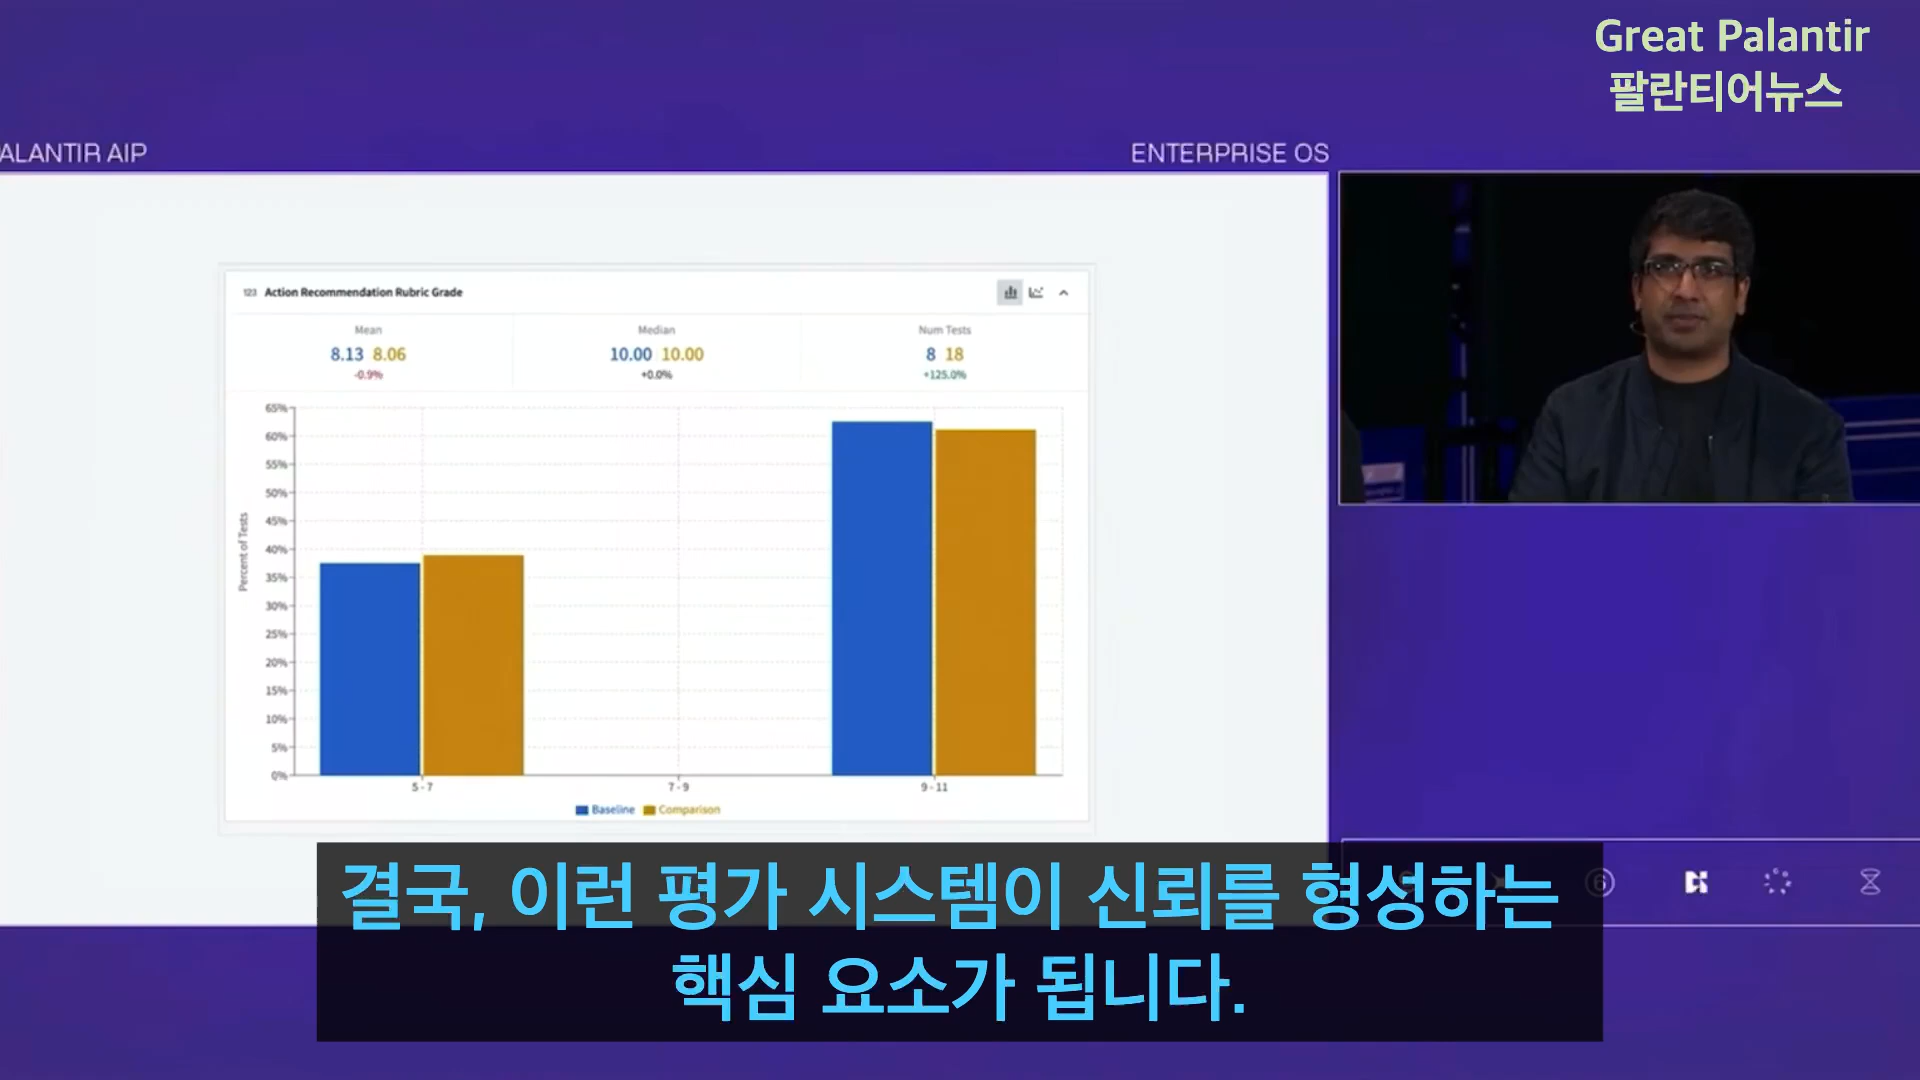 Great Palantir
팔란티어뉴스
ALANTIR AIP
ENTERPRISE OS
123 Action Recommendation Rubric Grade
Mean
8.13 8.06
-0.9%
Median
10.00 10.00
+0.0%
Num Tests
8 18
+125.0%
Percent of Tests
65%
60%
55%
50%
45%
40%
35%
30%
25%
20%
15%
10%
5%
0%
5 - 7
7 - 9
9 - 11
Baseline Comparison
결국, 이런 평가 시스템이 신뢰를 형성하는
핵심 요소가 됩니다.